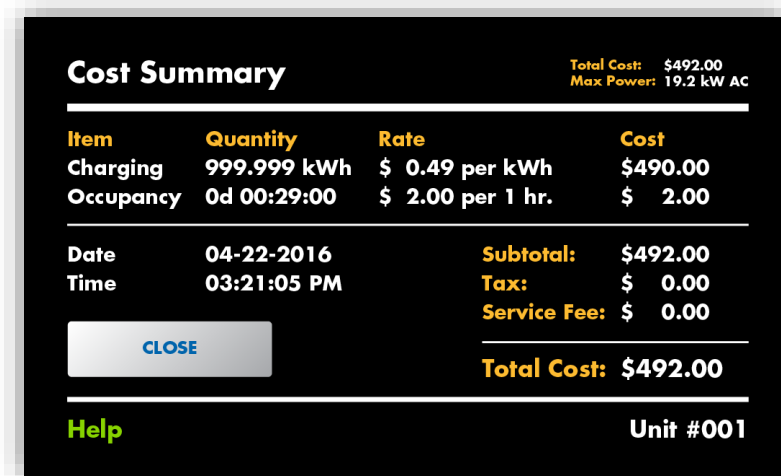 Cost Summary
Total Cost: $492.00
Max Power: 19.2 kW AC
Item Quantity Rate Cost
Charging 999.999 kWh $ 0.49 per kWh $490.00
Occupancy 0d 00:29:00 $ 2.00 per 1 hr. $ 2.00
Date 04-22-2016 Subtotal: $492.00
Time 03:21:05 PM Tax: $ 0.00
Service Fee: $ 0.00
CLOSE
Total Cost: $492.00
Help Unit #001